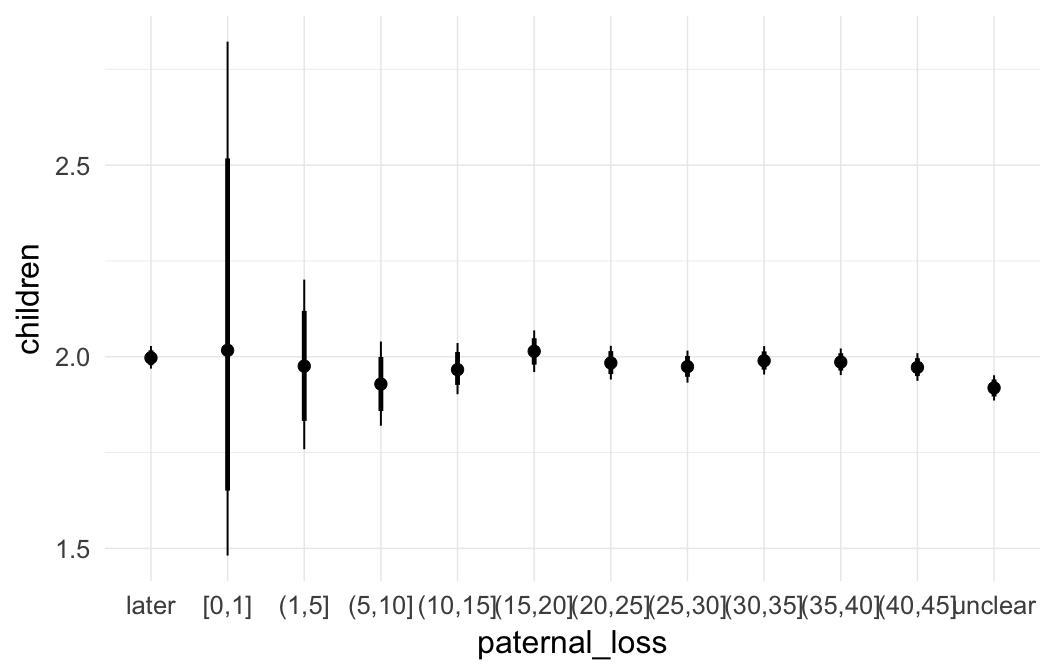 children
2.5
2.0
1.5
later [0,1] (1,5] (5,10] (10,15] (15,20] (20,25] (25,30] (30,35] (35,40] (40,45] unclear
paternal_loss